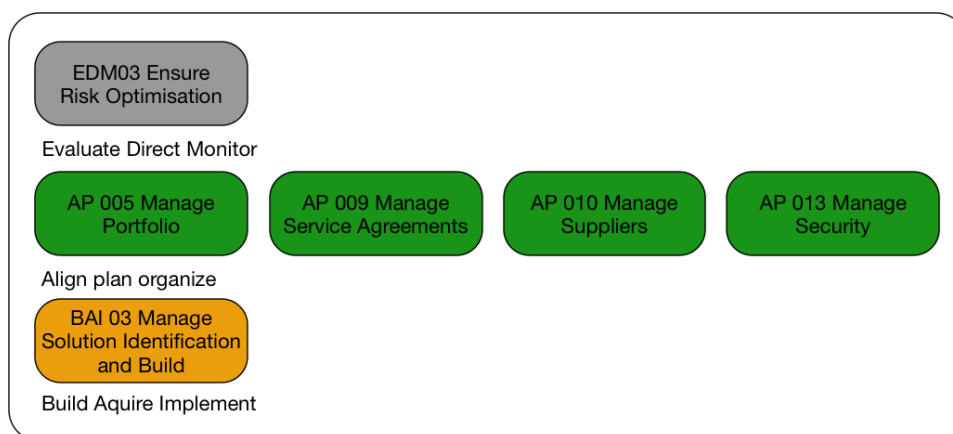 EDM03 Ensure
Risk Optimisation
Evaluate Direct Monitor
AP 005 Manage
Portfolio
AP 009 Manage
Service Agreements
AP 010 Manage
Suppliers
AP 013 Manage
Security
Align plan organize
BAI 03 Manage
Solution Identification
and Build
Build Aquire Implement